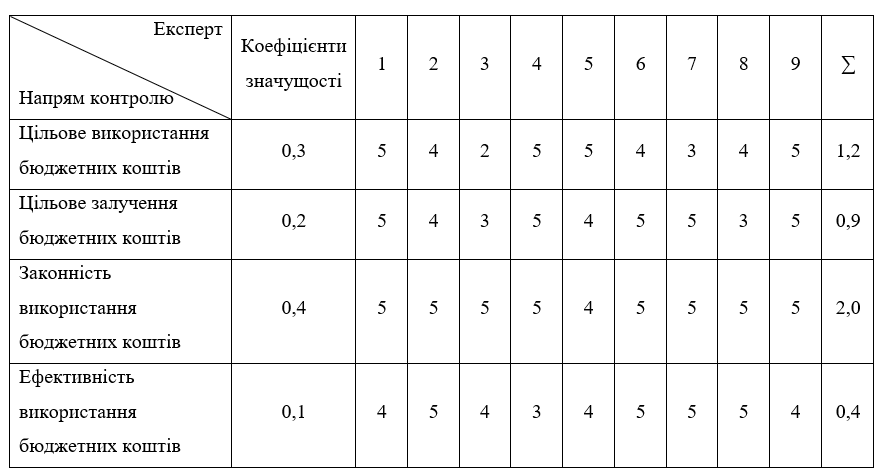 Експерт
Напрям контролю
Коефіцієнти
значущості
1 2 3 4 5 6 7 8 9 ∑
Цільове використання
бюджетних коштів
0,3 5 4 2 5 5 4 3 4 5 1,2
Цільове залучення
бюджетних коштів
0,2 5 4 3 5 4 5 5 3 5 0,9
Законність
використання
бюджетних коштів
0,4 5 5 5 5 4 5 5 5 5 2,0
Ефективність
використання
бюджетних коштів
0,1 4 5 4 3 4 5 5 5 4 0,4